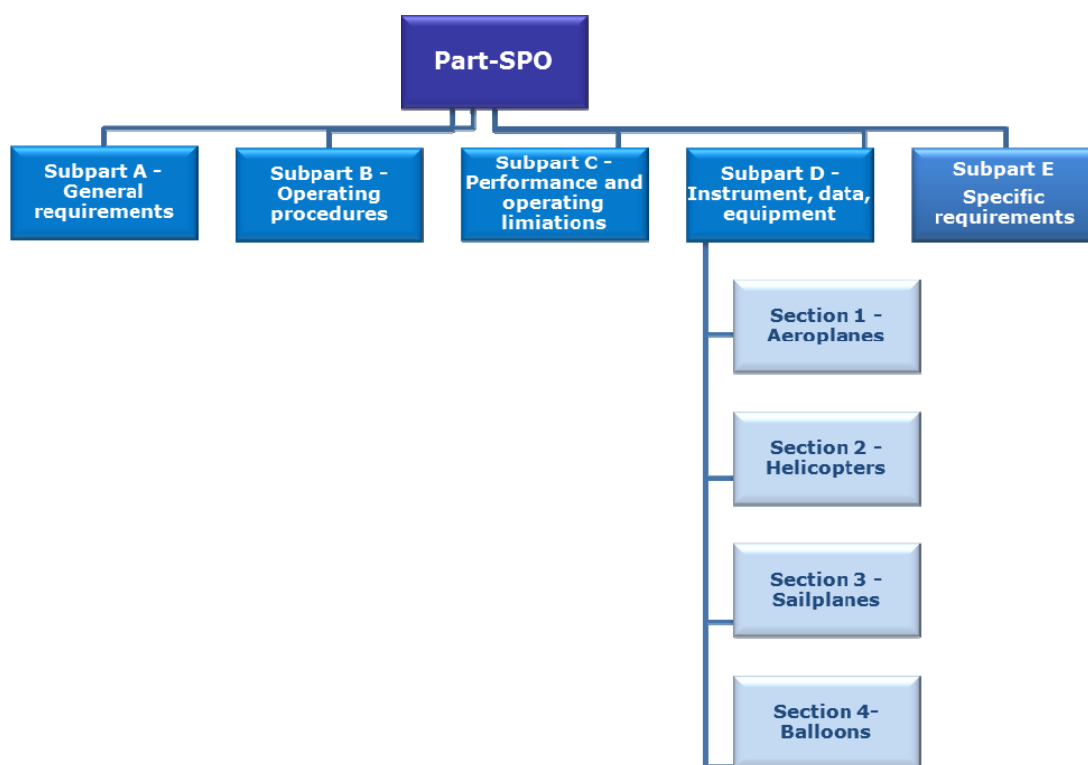 Part-SPO
Subpart A -
General
requirements
Subpart B -
Operating
procedures
Subpart C -
Performance and
operating
limiations
Subpart D -
Instrument, data,
equipment
Subpart E
Specific
requirements
Section 1 -
Aeroplanes
Section 2 -
Helicopters
Section 3 -
Sailplanes
Section 4-
Balloons